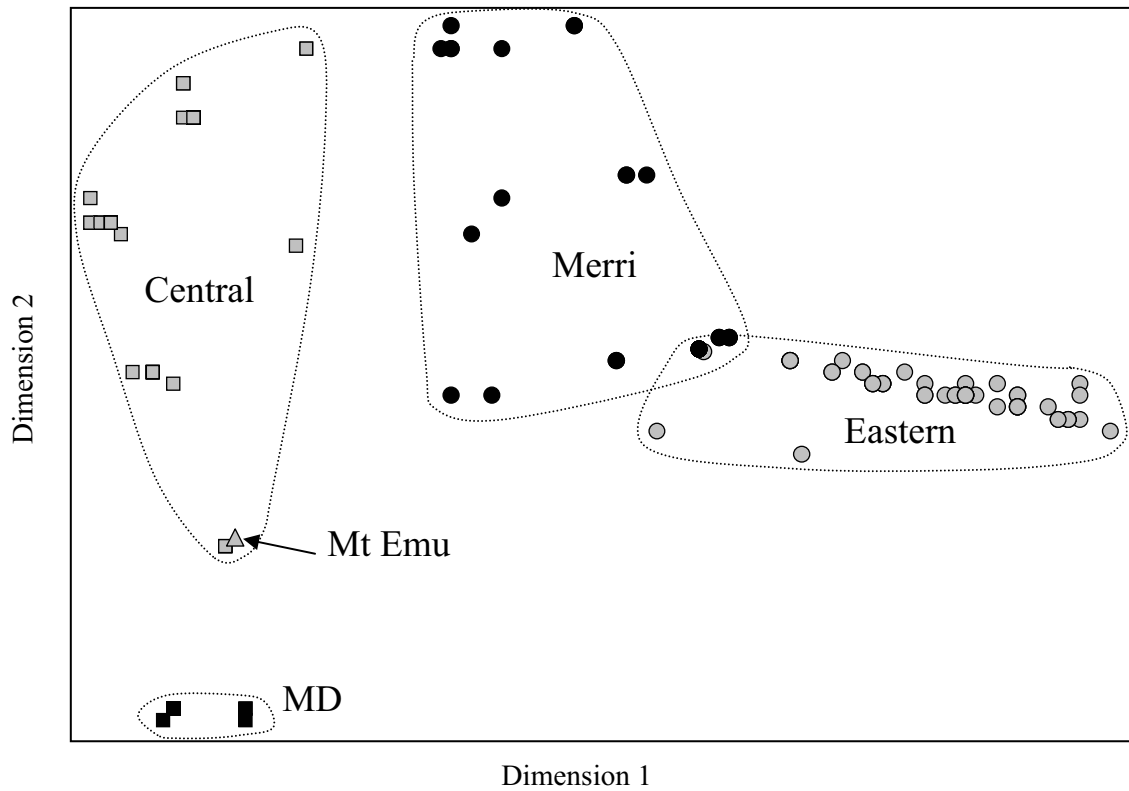 Central
Merri
Eastern
Mt Emu
MD
Dimension 2
Dimension 1